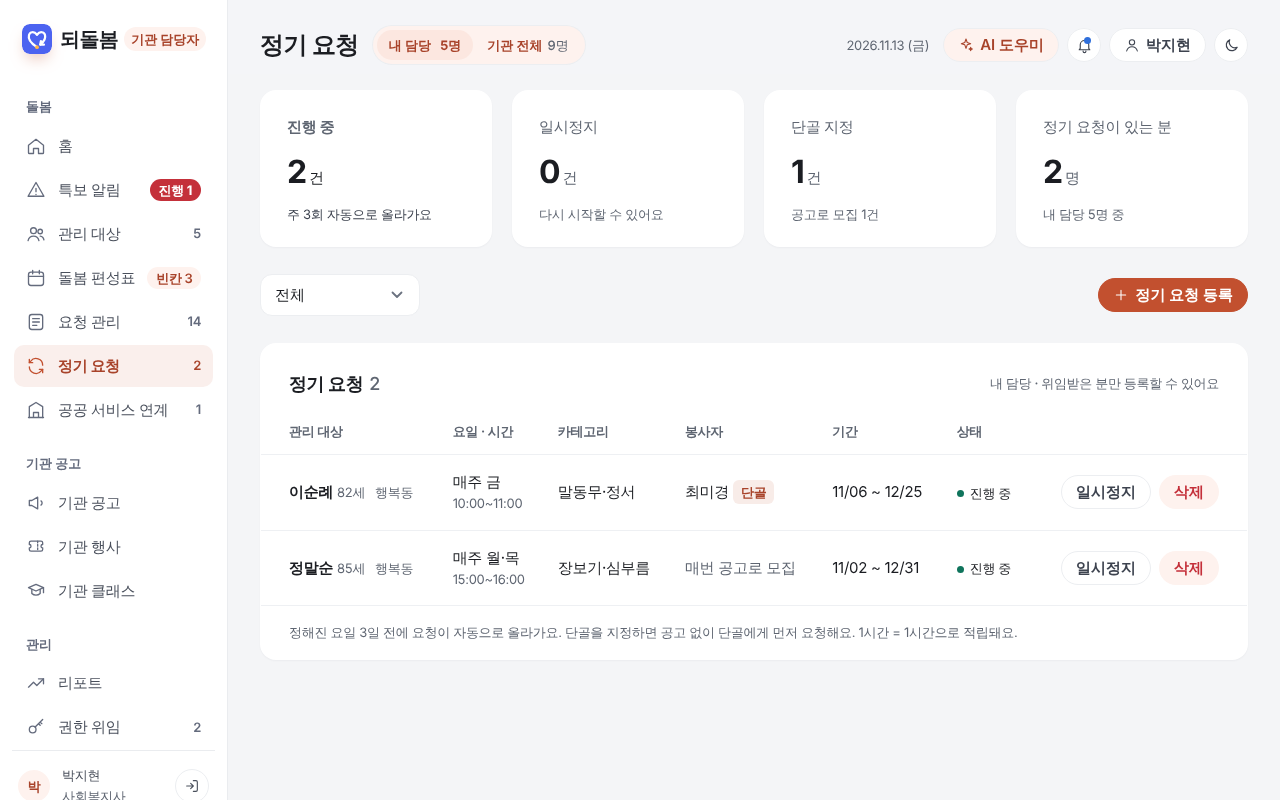 되돌봄 기관 담당자
돌봄
홈
특보 알림 진행 1
관리 대상 5
돌봄 편성표 빈칸 3
요청 관리 14
정기 요청 2
공공 서비스 연계 1
기관 공고
기관 공고
기관 행사
기관 클래스
관리
리포트
권한 위임 2
박 박지현
사회복지사
정기 요청 내 담당 5명 기관 전체 9명 2026.11.13 (금) AI 도우미 박지현
진행 중 일시정지 단골 지정 정기 요청이 있는 분
2건 0건 1건 2명
주 3회 자동으로 올라가요 다시 시작할 수 있어요 공고로 모집 1건 내 담당 5명 중
전체 정기 요청 등록
정기 요청 2 내 담당 · 위임받은 분만 등록할 수 있어요
관리 대상 요일 · 시간 카테고리 봉사자 기간 상태
이순례 82세 행복동 매주 금 10:00~11:00 말동무·정서 최미경 단골 11/06 ~ 12/25 진행 중 일시정지 삭제
정말순 85세 행복동 매주 월·목 15:00~16:00 장보기·심부름 매번 공고로 모집 11/02 ~ 12/31 진행 중 일시정지 삭제
정해진 요일 3일 전에 요청이 자동으로 올라가요. 단골을 지정하면 공고 없이 단골에게 먼저 요청해요. 1시간 = 1시간으로 적립돼요.